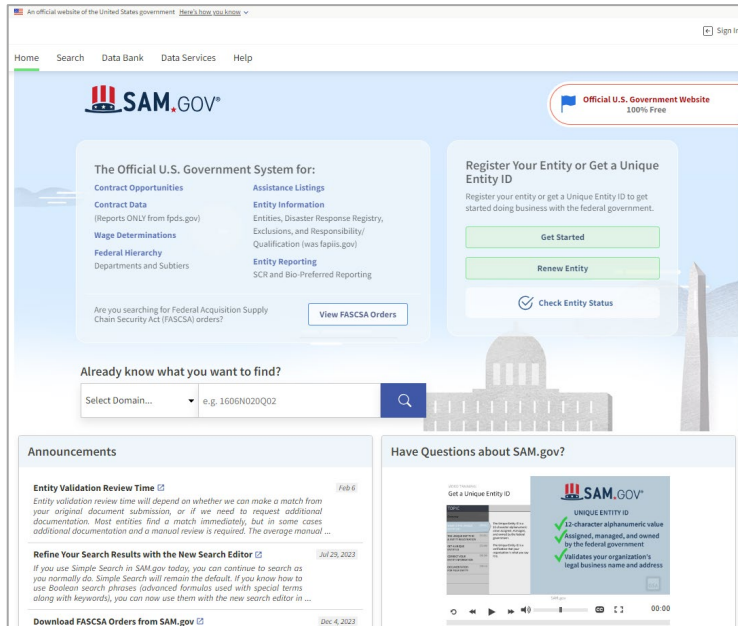 An official website of the United States government Here's how you know
Sign In
Home Search Data Bank Data Services Help
SAM.GOV®
Official U.S. Government Website
100% Free
The Official U.S. Government System for:
Contract Opportunities
Contract Data
(Reports ONLY from fpds.gov)
Wage Determinations
Federal Hierarchy
Departments and Subtiers
Assistance Listings
Entity Information
Entities, Disaster Response Registry,
Exclusions, and Responsibility/
Qualification (was fapiis.gov)
Entity Reporting
SCR and Bio-Preferred Reporting
Are you searching for Federal Acquisition Supply
Chain Security Act (FASCSA) orders?
View FASCSA Orders
Register Your Entity or Get a Unique
Entity ID
Register your entity or get a Unique Entity ID to get
started doing business with the federal government.
Get Started
Renew Entity
Check Entity Status
Already know what you want to find?
Select Domain... e.g. 1606N020Q02
Announcements
Entity Validation Review Time Feb 6
Entity validation review time will depend on whether we can make a match from
your original document submission, or if we need to request additional
documentation. Most entities find a match immediately, but in some cases
additional documentation and a manual review is required. The average manual ...
Refine Your Search Results with the New Search Editor Jul 29, 2023
If you use Simple Search in SAM.gov today, you can continue to search as
you normally do. Simple Search will remain the default. If you know how to
use Boolean search phrases (advanced formulas used with special terms
along with keywords), you can now use them with the new search editor in ...
Download FASCSA Orders from SAM.gov Dec 4, 2023
Have Questions about SAM.gov?
Get a Unique Entity ID
TOPIC
SAM.GOV®
UNIQUE ENTITY ID
12-character alphanumeric value
Assigned, managed, and owned
by the federal government
Validates your organization's
legal business name and address
00:00